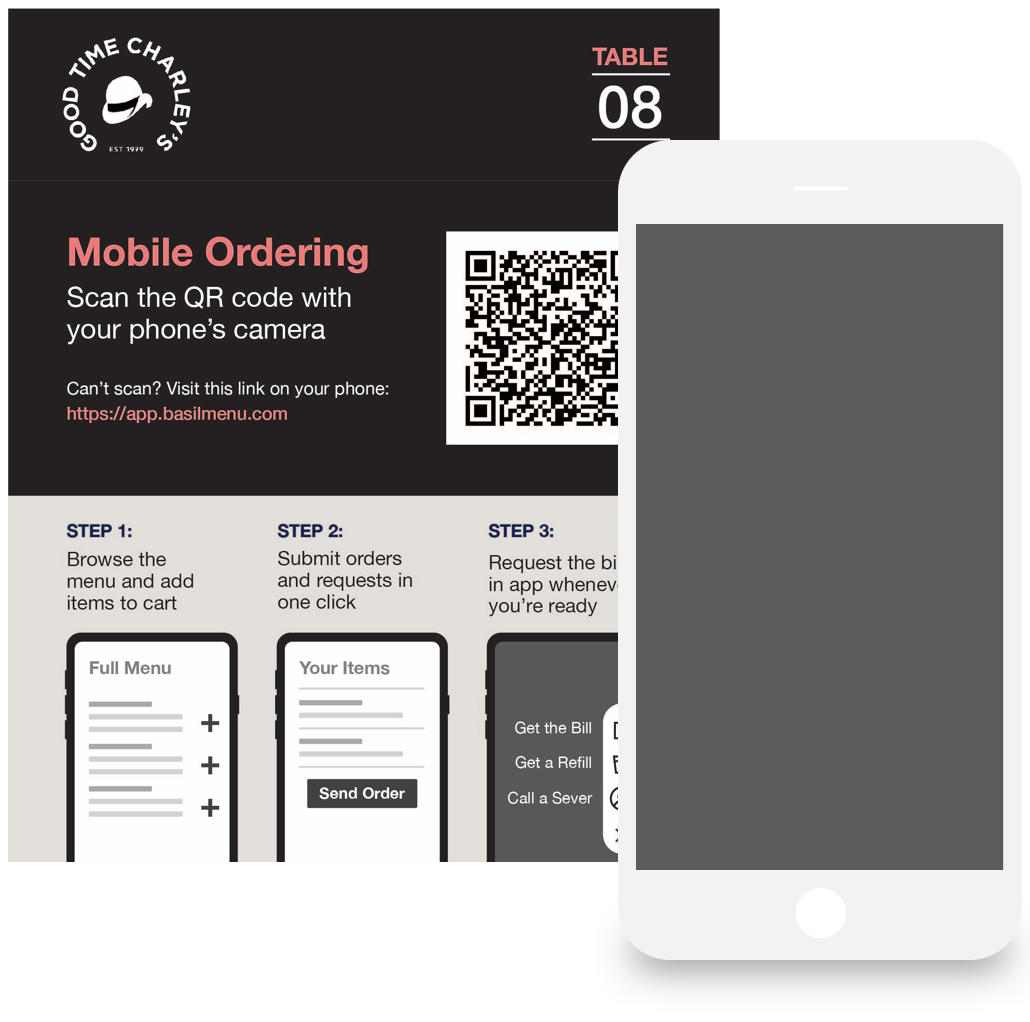 GOOD TIME CHARLEY'S
EST 1979
TABLE
08
Mobile Ordering
Scan the QR code with
your phone's camera
Can't scan? Visit this link on your phone:
https://app.basilmenu.com
STEP 1:
Browse the
menu and add
items to cart
STEP 2:
Submit orders
and requests in
one click
STEP 3:
Request the bi
in app whenev
you're ready
Full Menu
Your Items
Send Order
Get the Bill
Get a Refill
Call a Sever